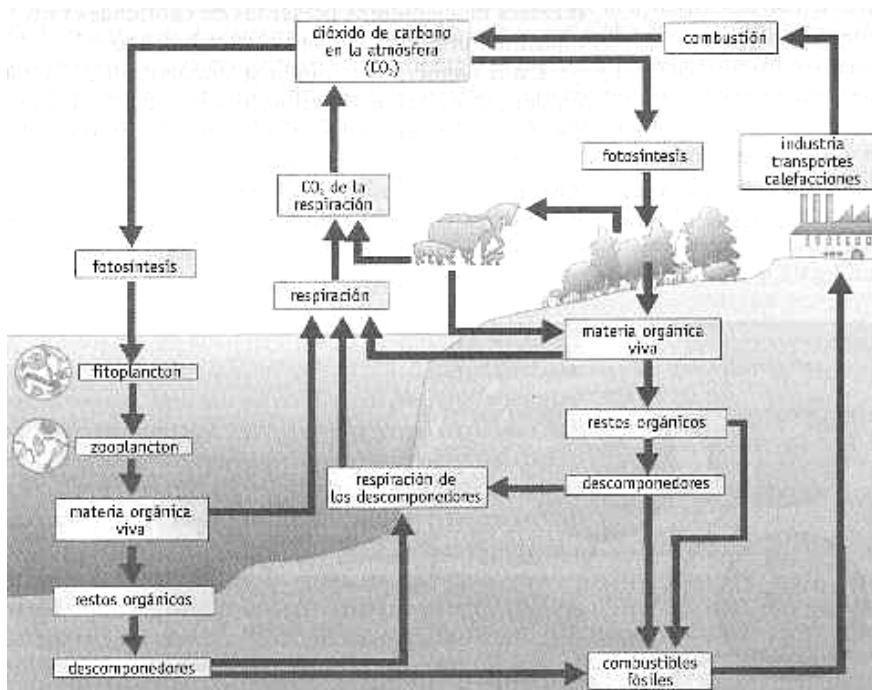 dióxido de carbono
en la atmósfera
(CO₂)
combustión
industria
transportes
calefacciones
fotosíntesis
CO₂ de la
respiración
fotosíntesis
respiración
materia orgánica
viva
fitoplancton
restos orgánicos
zooplancton
respiración de
los descomponedores
descomponedores
materia orgánica
viva
restos orgánicos
descomponedores
combustibles
fósiles